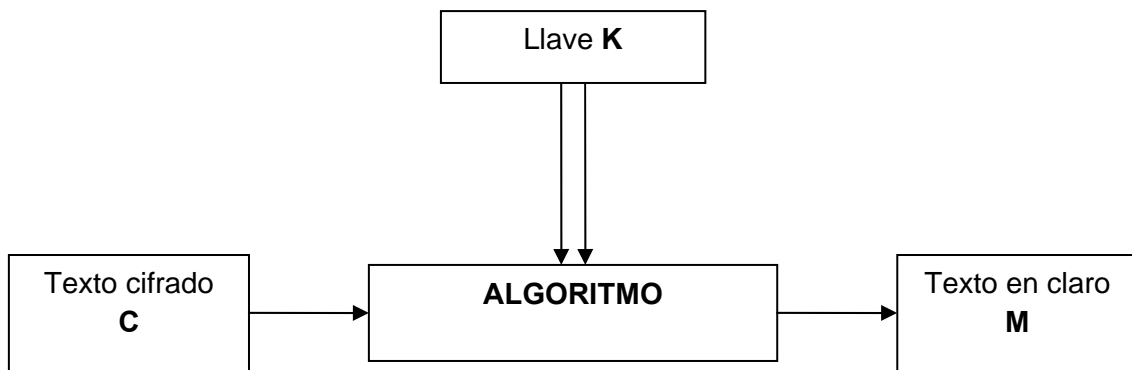 Llave K
Texto cifrado
C
ALGORITMO
Texto en claro
M